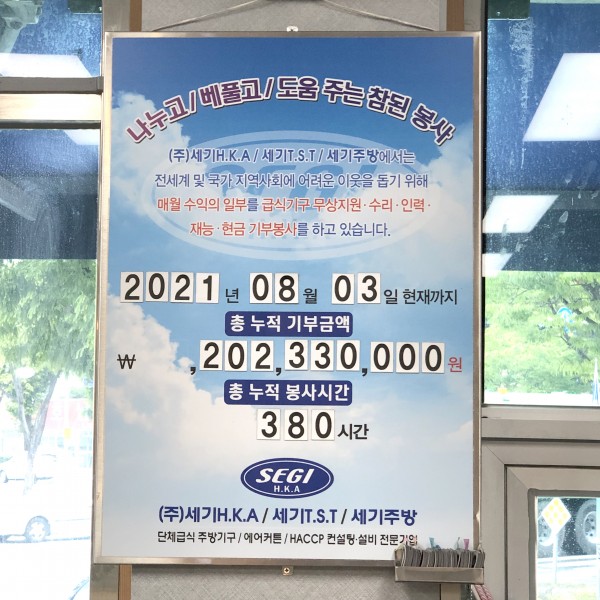 나누고/베풀고/도움 주는 참된 봉사
(주)세기H.K.A / 세기T.S.T / 세기주방에서는
전세계 및 국가 지역사회에 어려운 이웃을 돕기 위해
매월 수익의 일부를 급식기구 무상지원·수리·인력·
재능·현금 기부봉사를 하고 있습니다.
2021년 08월 03일 현재까지
총 누적 기부금액
₩ ,202,330,000원
총 누적 봉사시간
380시간
SEGI
H.K.A
(주)세기H.K.A / 세기T.S.T / 세기주방
단체급식 주방기구 / 에어커튼 / HACCP 컨설팅·설비 전문기업